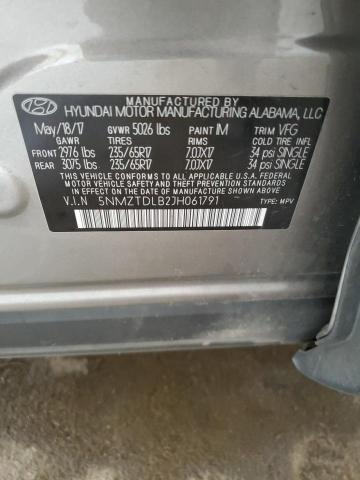 MANUFACTURED BY
HYUNDAI MOTOR MANUFACTURING ALABAMA, LLC
May/18/17 GVWR 5026 lbs PAINT IM TRIM VFG
GAWR TIRES RIMS COLD TIRE INFL
FRONT 2976 lbs 235/65R17 7.0JX17 34 psi SINGLE
REAR 3075 lbs 235/65R17 7.0JX17 34 psi SINGLE
THIS VEHICLE CONFORMS TO ALL APPLICABLE
U.S. FEDERAL MOTOR VEHICLE SAFETY
STANDARDS IN EFFECT ON THE DATE OF
MANUFACTURE SHOWN ABOVE.
V.I.N 5NMZTDLB2JH061791 TYPE: MPV